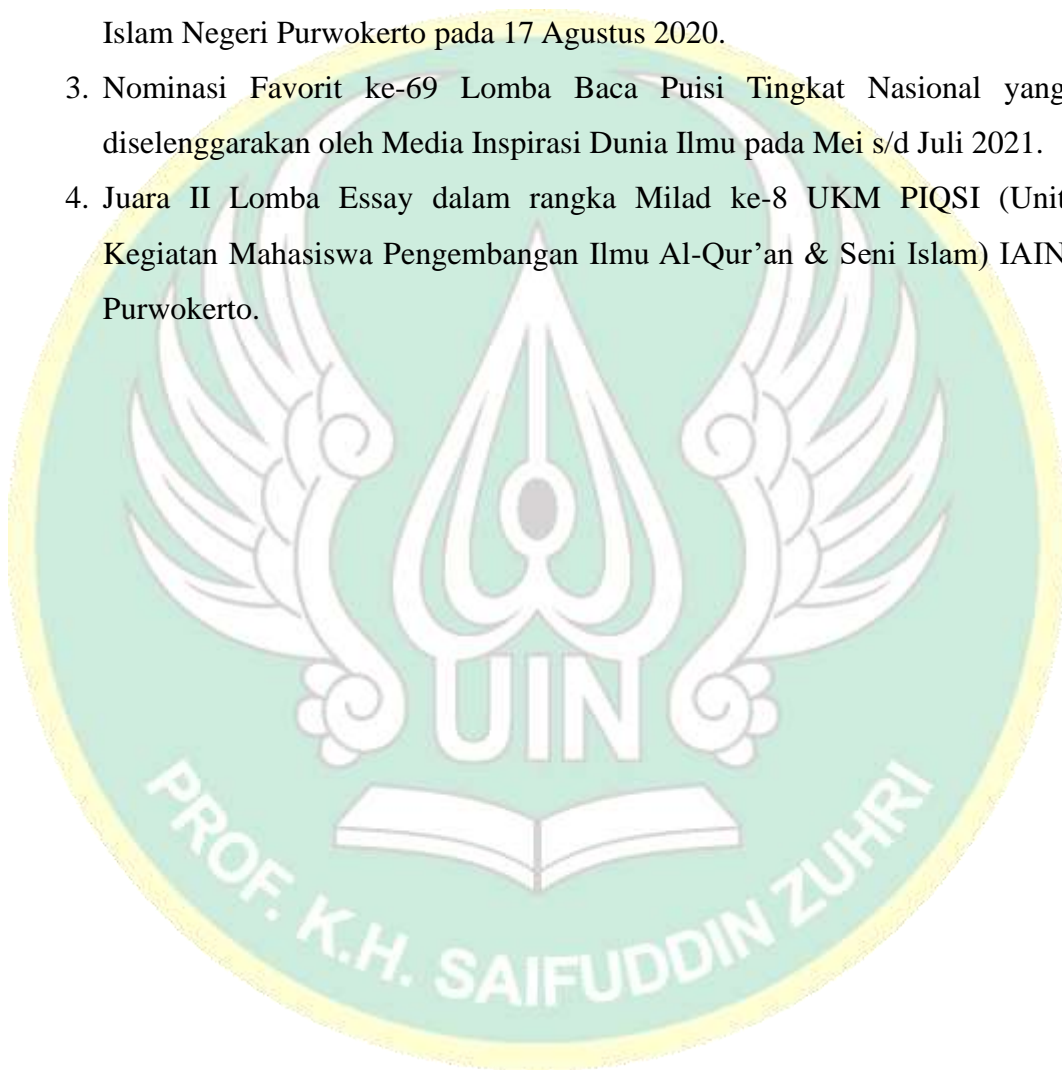 Islam Negeri Purwokerto pada 17 Agustus 2020.
3. Nominasi Favorit ke-69 Lomba Baca Puisi Tingkat Nasional yang
diselenggarakan oleh Media Inspirasi Dunia Ilmu pada Mei s/d Juli 2021.
4. Juara II Lomba Essay dalam rangka Milad ke-8 UKM PIQSI (Unit
Kegiatan Mahasiswa Pengembangan Ilmu Al-Qur’an & Seni Islam) IAIN
Purwokerto.
UIN
PROF. K.H. SAIFUDDIN ZUHRI